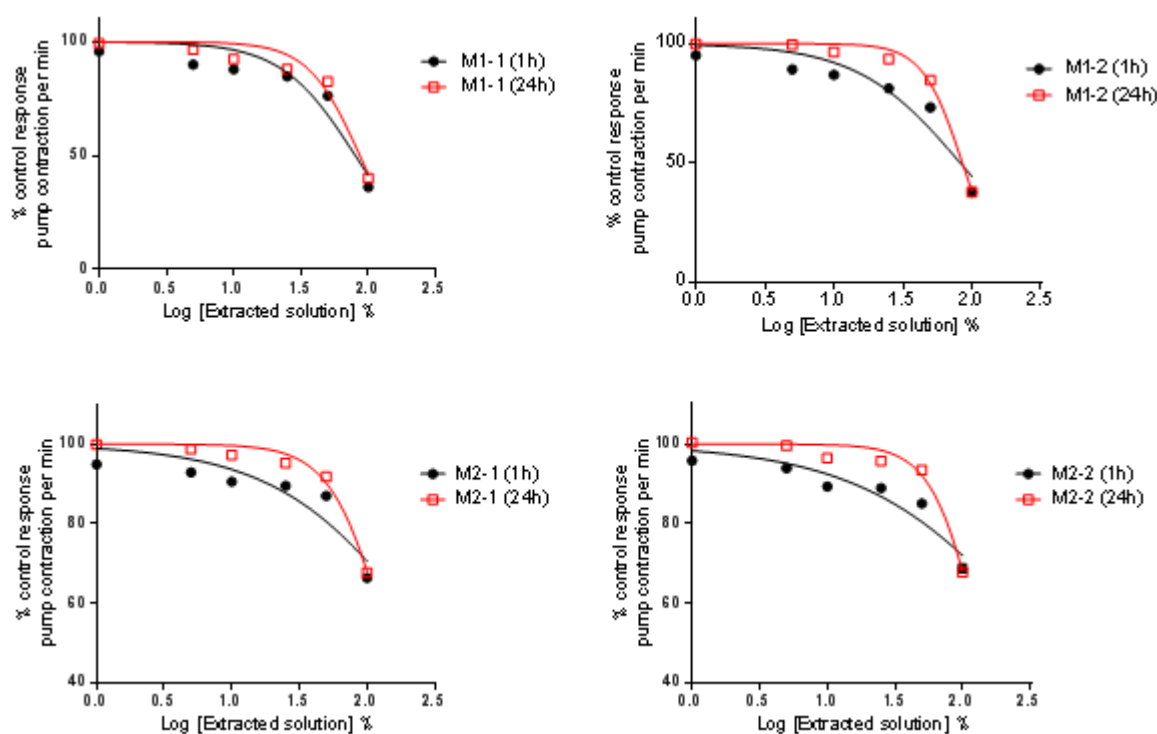 % control response
pump contraction per min
100
50
0
0.0 0.5 1.0 1.5 2.0 2.5
Log [Extracted solution] %
M1-1 (1h)
M1-1 (24h)
% control response
pump contraction per min
100
50
0
0.0 0.5 1.0 1.5 2.0 2.5
Log [Extracted solution] %
M1-2 (1h)
M1-2 (24h)
% control response
pump contraction per min
100
80
60
40
0.0 0.5 1.0 1.5 2.0 2.5
Log [Extracted solution] %
M2-1 (1h)
M2-1 (24h)
% control response
pump contraction per min
100
80
60
40
0.0 0.5 1.0 1.5 2.0 2.5
Log [Extracted solution] %
M2-2 (1h)
M2-2 (24h)